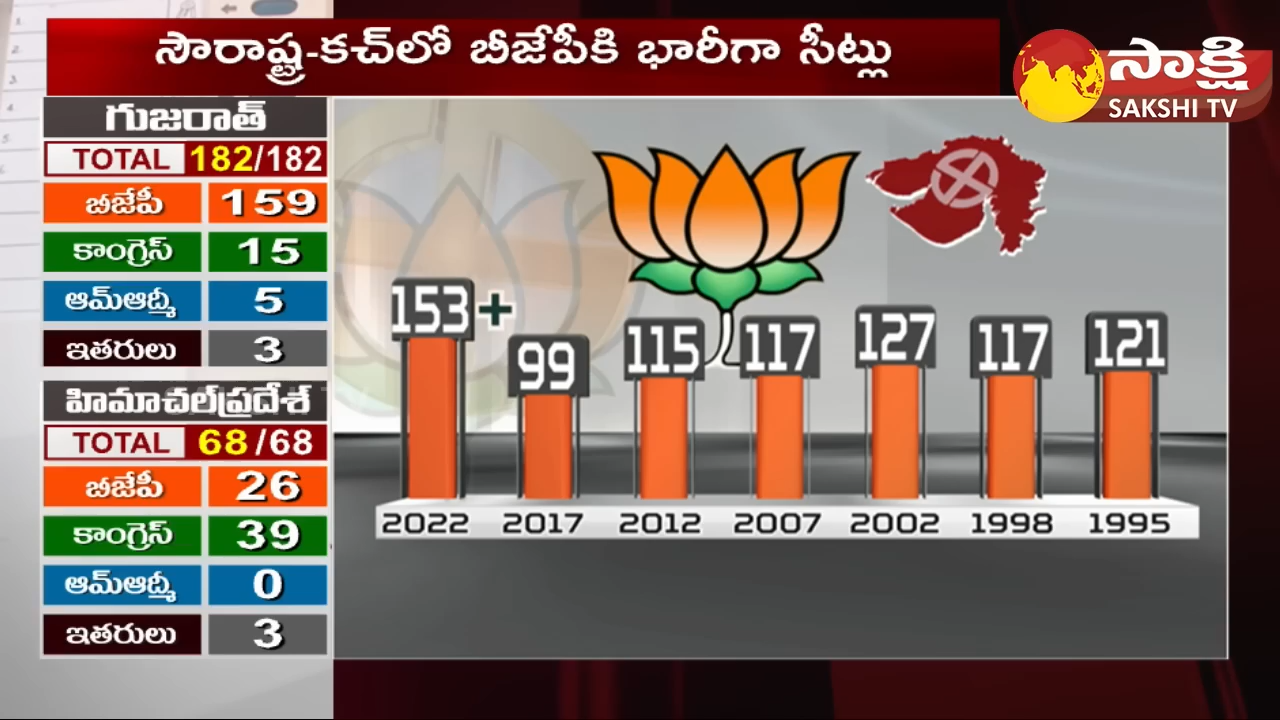 సౌరాష్ట్ర-కచ్‌లో బీజేపీకి భారీగా సీట్లు
సాక్షి
SAKSHI TV
గుజరాత్
TOTAL 182/182
బీజేపీ 159
కాంగ్రెస్ 15
ఆమ్ఆద్మీ 5
ఇతరులు 3
హిమాచల్‌ప్రదేశ్
TOTAL 68/68
బీజేపీ 26
కాంగ్రెస్ 39
ఆమ్ఆద్మీ 0
ఇతరులు 3
153+ 99 115 117 127 117 121
2022 2017 2012 2007 2002 1998 1995